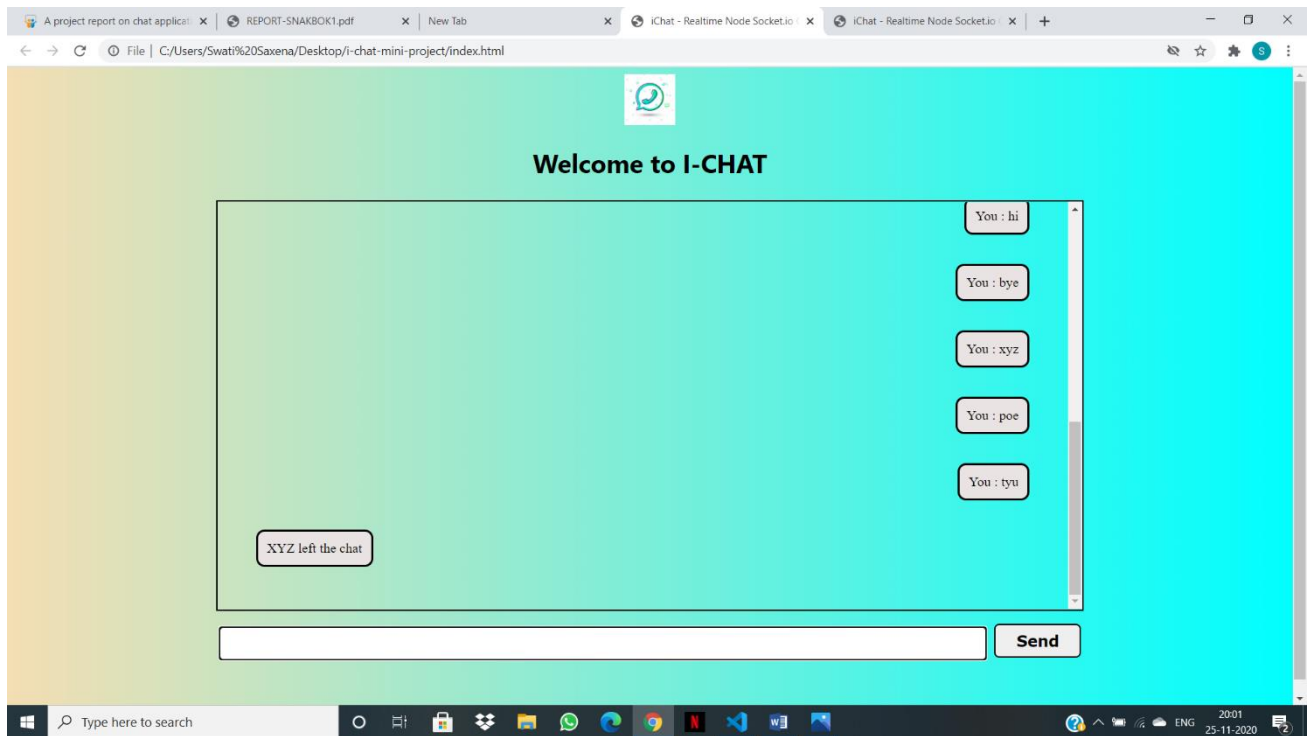 A project report on chat applicati
REPORT-SNAKBOK1.pdf
New Tab
iChat - Realtime Node Socket.io
iChat - Realtime Node Socket.io
File | C:/Users/Swati%20Saxena/Desktop/i-chat-mini-project/index.html
S
Welcome to I-CHAT
You : hi
You : bye
You : xyz
You : poe
You : tyu
XYZ left the chat
Send
Type here to search
ENG
20:01
25-11-2020
2